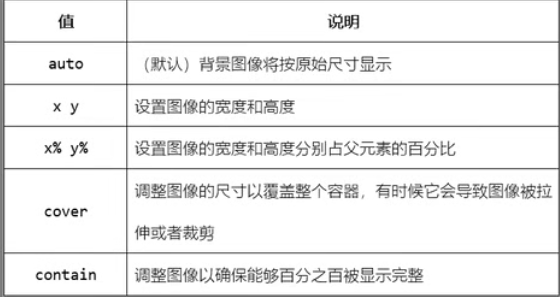 值 说明
auto （默认）背景图像将按原始尺寸显示
x y 设置图像的宽度和高度
x% y% 设置图像的宽度和高度分别占父元素的百分比
cover 调整图像的尺寸以覆盖整个容器，有时候它会导致图像被拉
伸或者裁剪
contain 调整图像以确保能够百分之百被显示完整